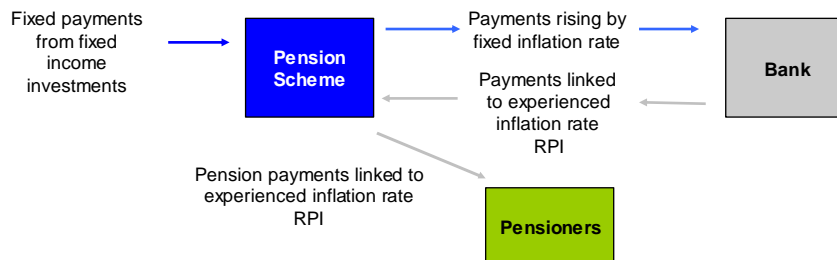 Fixed payments
from fixed
income
investments
Pension
Scheme
Payments rising by
fixed inflation rate
Bank
Payments linked
to experienced
inflation rate
RPI
Pension payments linked to
experienced inflation rate
RPI
Pensioners